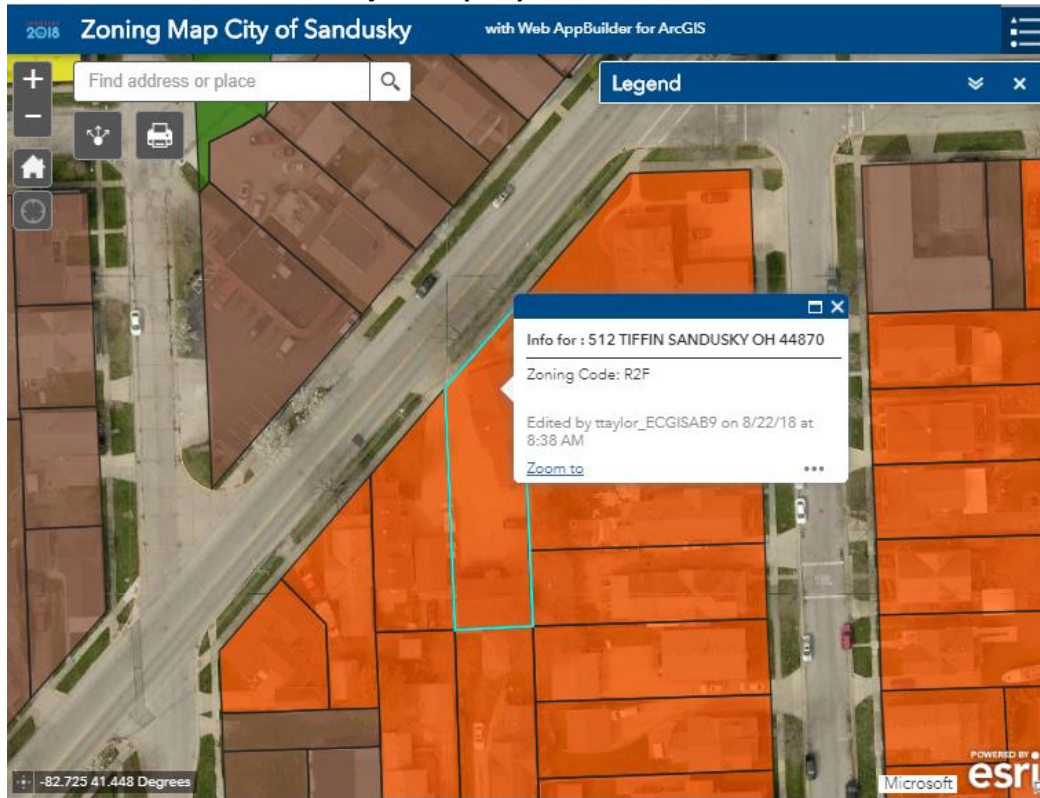 2018 Zoning Map City of Sandusky with Web AppBuilder for ArcGIS
+
Find address or place
Legend
−
Info for : 512 TIFFIN SANDUSKY OH 44870
Zoning Code: R2F
Edited by ttaylor_ECGISAB9 on 8/22/18 at
8:38 AM
Zoom to
-82.725 41.448 Degrees
Microsoft
POWERED BY
esri